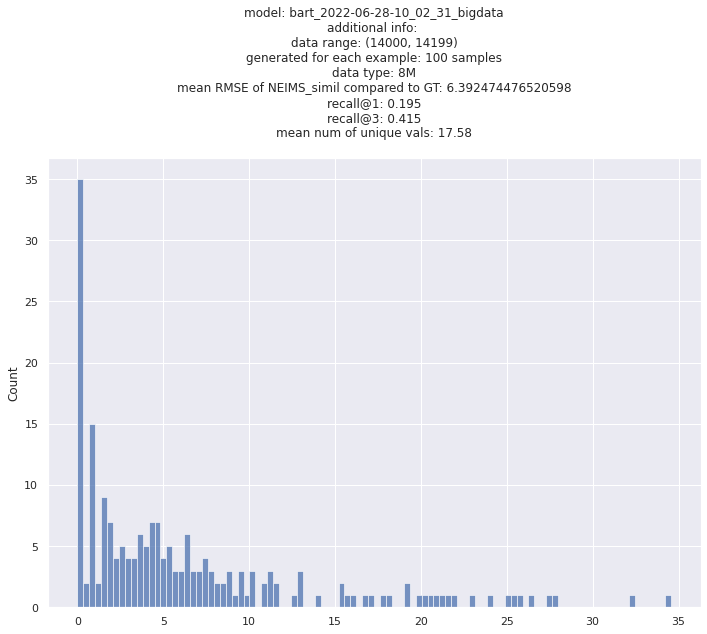 model: bart_2022-06-28-10_02_31_bigdata
additional info:
data range: (14000, 14199)
generated for each example: 100 samples
data type: 8M
mean RMSE of NEIMS_simil compared to GT: 6.392474476520598
recall@1: 0.195
recall@3: 0.415
mean num of unique vals: 17.58
35
30
25
20
15
10
5
0
Count
0 5 10 15 20 25 30 35